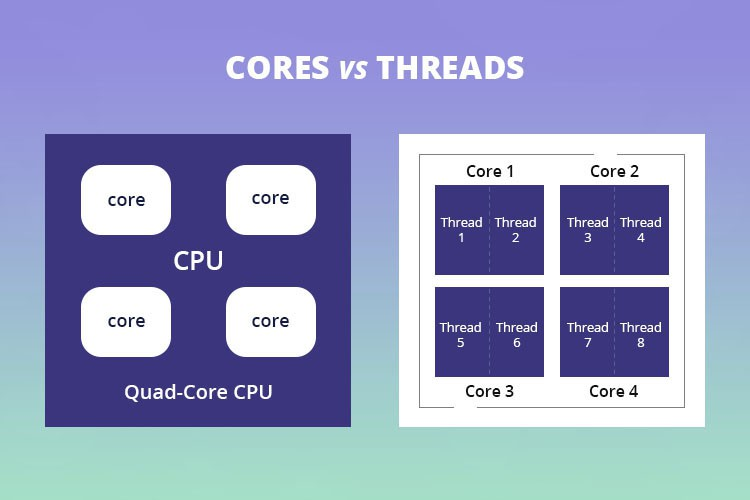 CORES vs THREADS
core
core
CPU
core
core
Quad-Core CPU
Core 1
Core 2
Thread
1
Thread
2
Thread
3
Thread
4
Thread
5
Thread
6
Thread
7
Thread
8
Core 3
Core 4